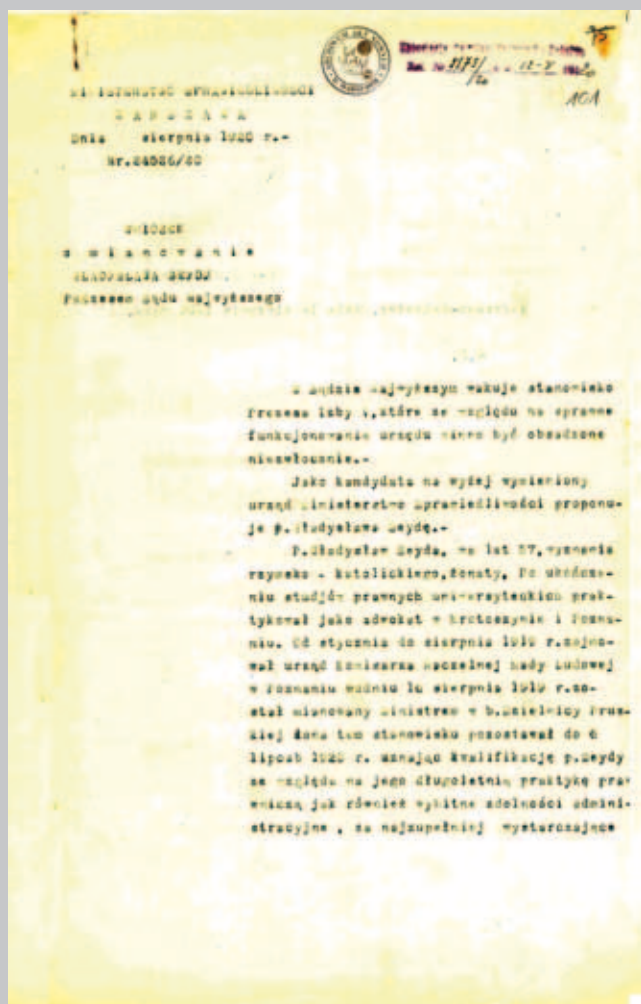 75
101
MINISTERSTWO SPRAWIEDLIWOŚCI
WARSZAWA
Dnia sierpnia 1920 r.-
Nr.24526/20
WNIOSEK
o mianowanie
WŁADYSŁAWA SEYDY
Prezesem Sądu Najwyższego
W Sądzie Najwyższym wakuje stanowisko
Prezesa Izby , które ze względu na sprawne
funkcjonowanie urzędu winno być obsadzone
niezwłocznie.-
Jako kandydata na wyżej wymieniony
urząd Ministerstwo Sprawiedliwości proponu-
je p.Władysława Seydę.-
P.Władysław Seyda, ma lat 57, wyznania
rzymsko - katolickiego, żonaty. Po ukończe-
niu studjów prawnych uniwersyteckich prak-
tykował jako adwokat w Krotoszynie i Pozna-
niu. Od stycznia do sierpnia 1919 r.zajmo-
wał urząd Komisarza Naczelnej Rady Ludowej
w Poznaniu sierpnia 1919 r.zo-
stał mianowany Ministrem w b.Dzielnicy Prus-
kiej tem stanowisku pozostawał do 6
1920 r. uznając kwalifikację p.Seydy
ze względu na jego długoletnią praktykę pra-
wniczą jak również wybitne zdolności admini-
stracyjne , za najzupełniej wystarczające